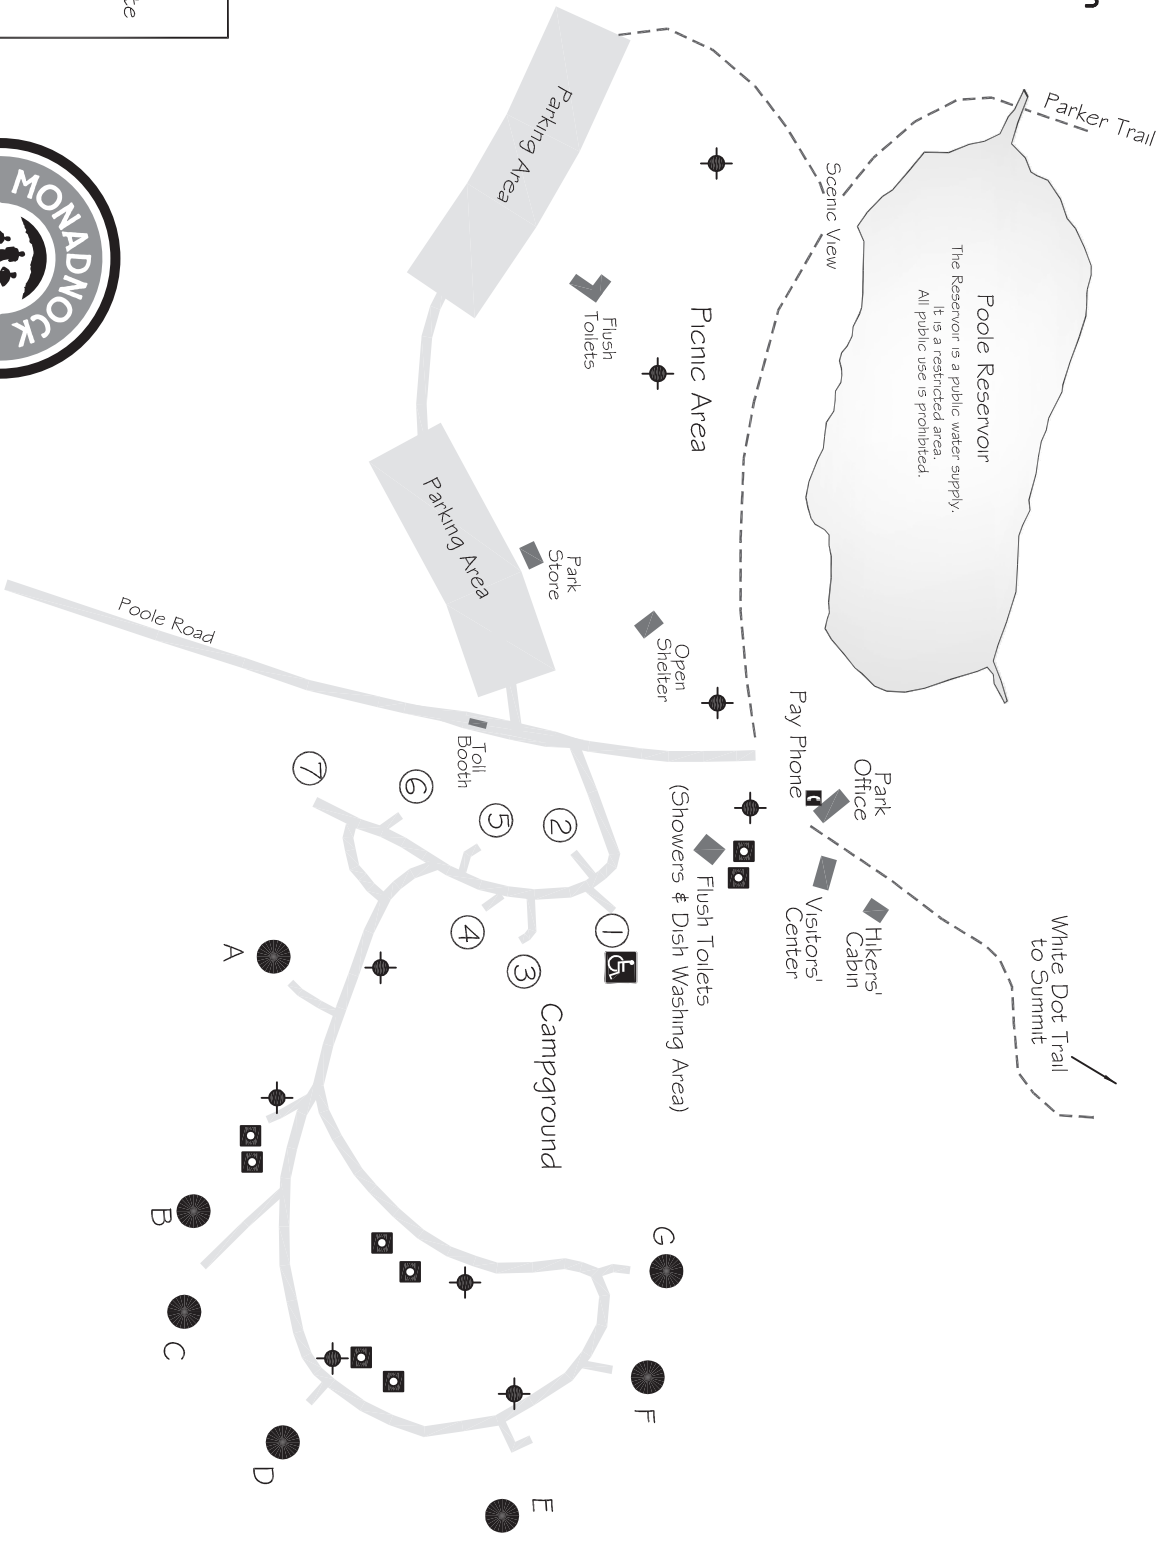 Parker Trail
Scenic View
Poole Reservoir
The Reservoir is a public water supply.
It is a restricted area.
All public use is prohibited.
Parking Area
Flush
Toilets
Picnic Area
Parking Area
Park
Store
Open
Shelter
Poole Road
Toll
Booth
Pay Phone
Park
Office
Visitors'
Center
Hikers'
Cabin
White Dot Trail
to Summit
Flush Toilets
(Showers & Dish Washing Area)
Campground
1
2
3
4
5
6
7
A
B
C
D
E
F
G
MONADNOCK